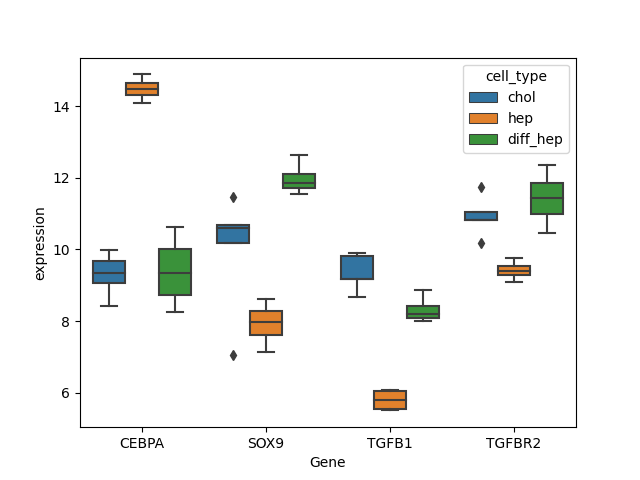 cell_type
chol
hep
diff_hep
14
12
10
8
6
expression
CEBPA
SOX9
TGFB1
TGFBR2
Gene